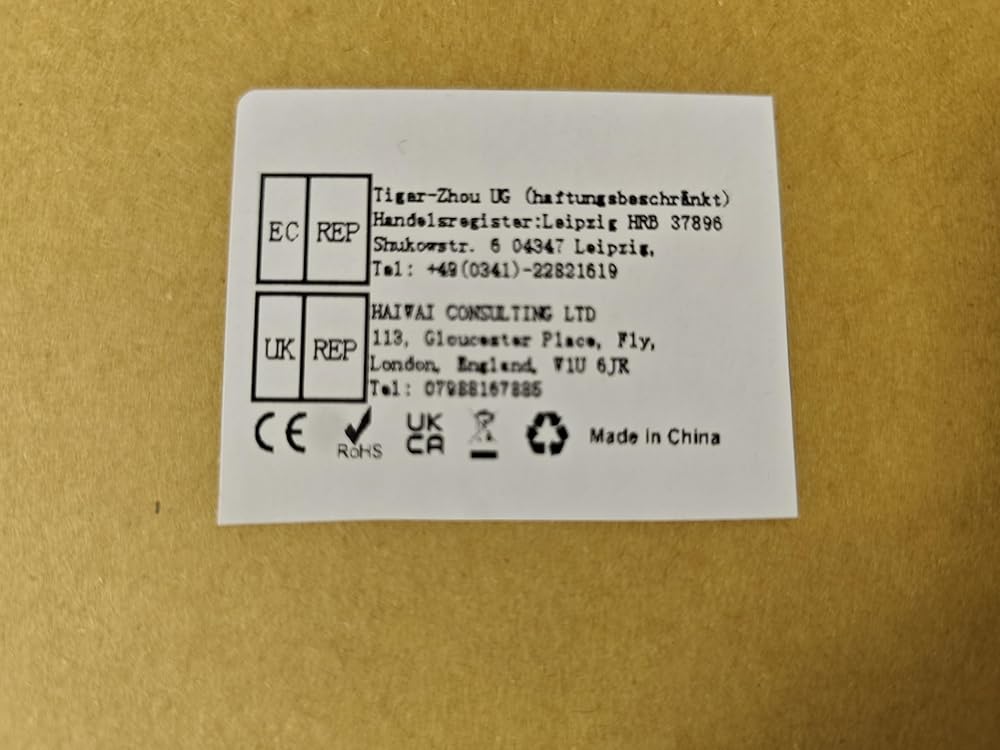 EC REP
Tiger-Zhou UG (haftungsbeschränkt)
Handelsregister:Leipzig HRB 37896
Shukowstr. 6 04347 Leipzig,
Tel: +49(0341)-22821619
UK REP
HAIWAI CONSULTING LTD
113, Gloucester Place, Fly,
London, England, W1U 6JR
Tel: 07988167885
CE
RoHS
UK
CA
Made in China